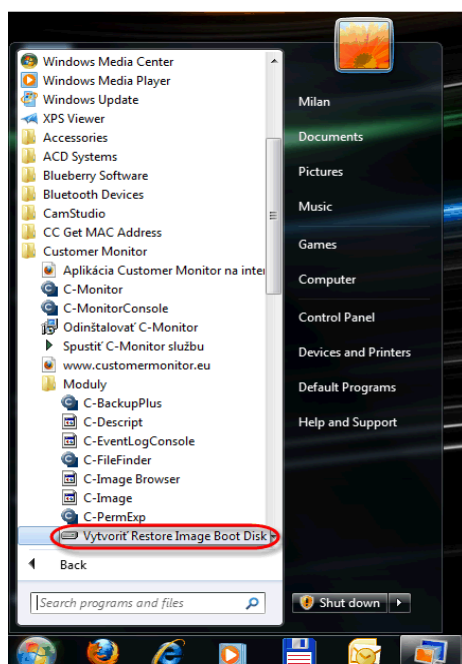 Windows Media Center
Windows Media Player
Windows Update
XPS Viewer
Accessories
ACD Systems
Blueberry Software
Bluetooth Devices
CamStudio
CC Get MAC Address
Customer Monitor
Aplikácia Customer Monitor na inter
C-Monitor
C-MonitorConsole
Odinštalovať C-Monitor
Spustiť C-Monitor službu
www.customermonitor.eu
Moduly
C-BackupPlus
C-Descript
C-EventLogConsole
C-FileFinder
C-Image Browser
C-Image
C-PermExp
Vytvoriť Restore Image Boot Disk
Back
Search programs and files
Milan
Documents
Pictures
Music
Games
Computer
Control Panel
Devices and Printers
Default Programs
Help and Support
Shut down